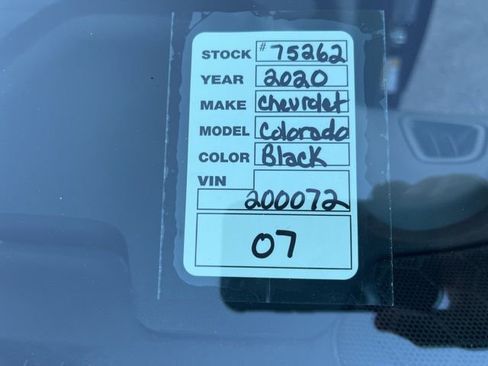 STOCK # 75262
YEAR 2020
MAKE Chevrolet
MODEL Colorado
COLOR Black
VIN
200072
07